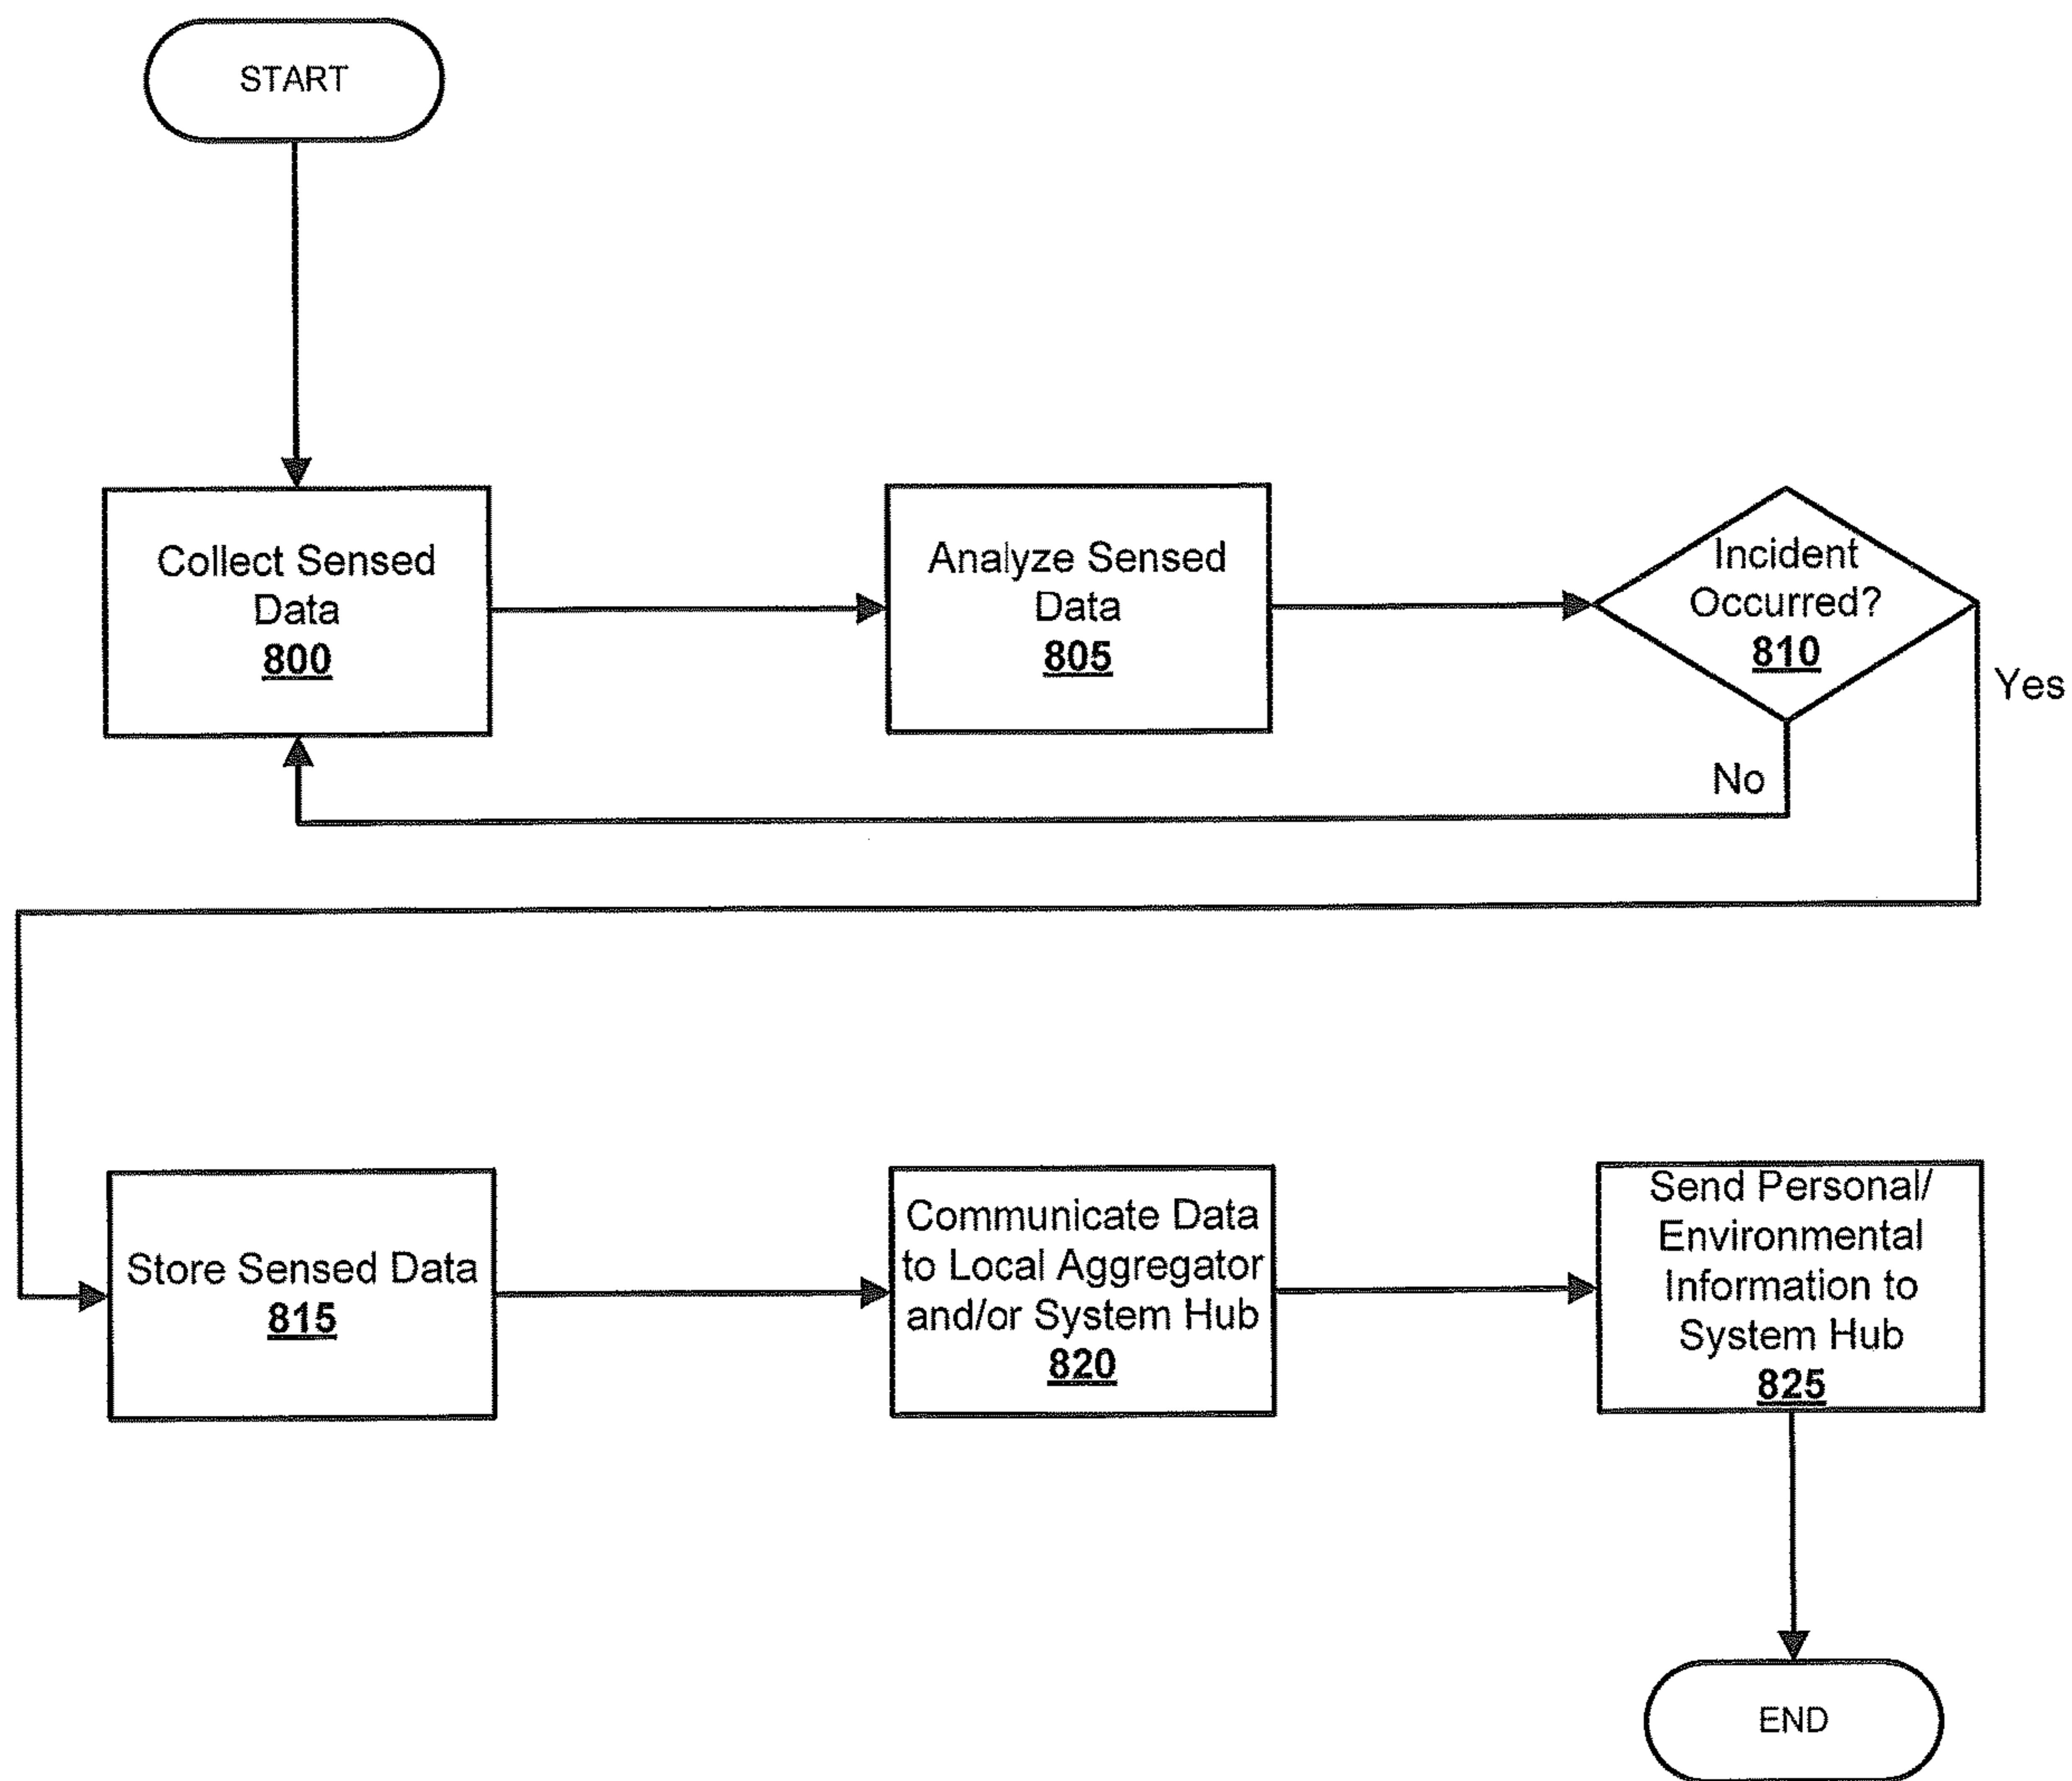 START
Collect Sensed
Data
800
Analyze Sensed
Data
805
Incident
Occurred?
810
Yes
No
Store Sensed Data
815
Communicate Data
to Local Aggregator
and/or System Hub
820
Send Personal/
Environmental
Information to
System Hub
825
END